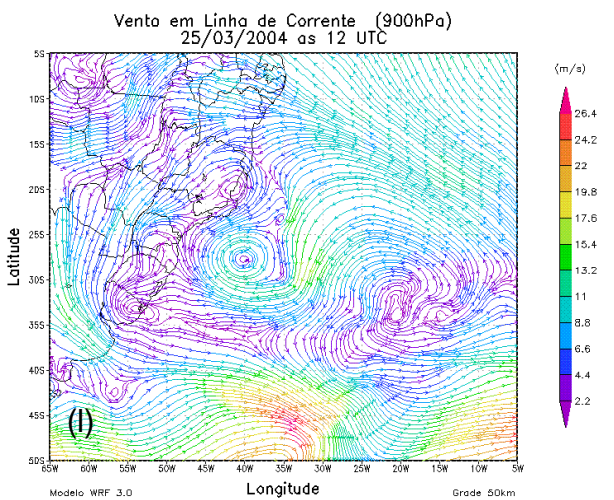 Vento em Linha de Corrente (900hPa)
25/03/2004 as 12 UTC
(m/s)
26.4
24.2
22
19.8
17.6
15.4
13.2
11
8.8
6.6
4.4
2.2
Latitude
5S
10S
15S
20S
25S
30S
35S
40S
45S
50S
(I)
65W 60W 55W 50W 45W 40W 35W 30W 25W 20W 15W 10W 5W
Longitude
Modelo WRF 3.0
Grade 50km